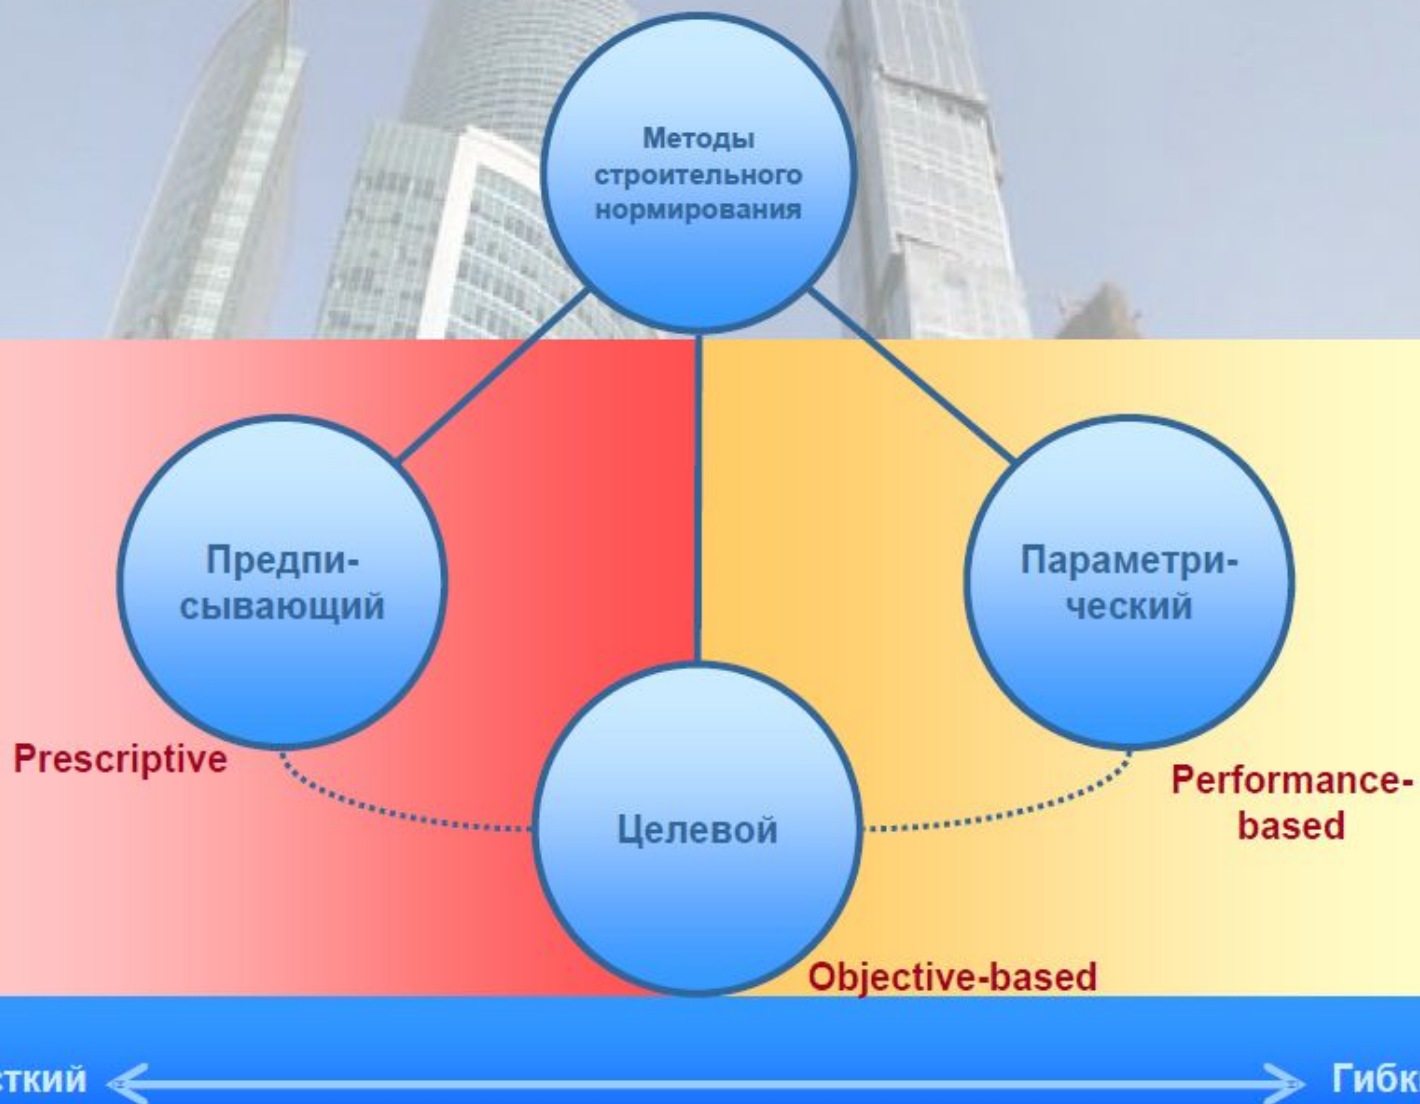 Методы
строительного
нормирования
Предпи-
сывающий
Параметри-
ческий
Prescriptive
Целевой
Performance-
based
Objective-based